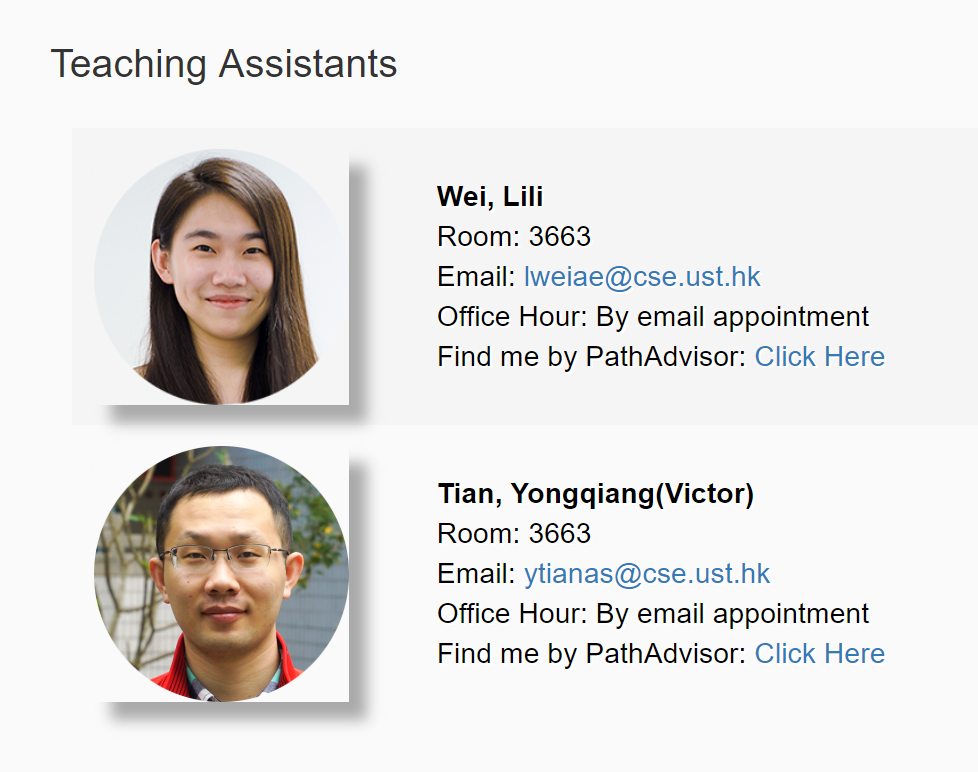 Teaching Assistants
Wei, Lili
Room: 3663
Email: lweiae@cse.ust.hk
Office Hour: By email appointment
Find me by PathAdvisor: Click Here
Tian, Yongqiang(Victor)
Room: 3663
Email: ytianas@cse.ust.hk
Office Hour: By email appointment
Find me by PathAdvisor: Click Here